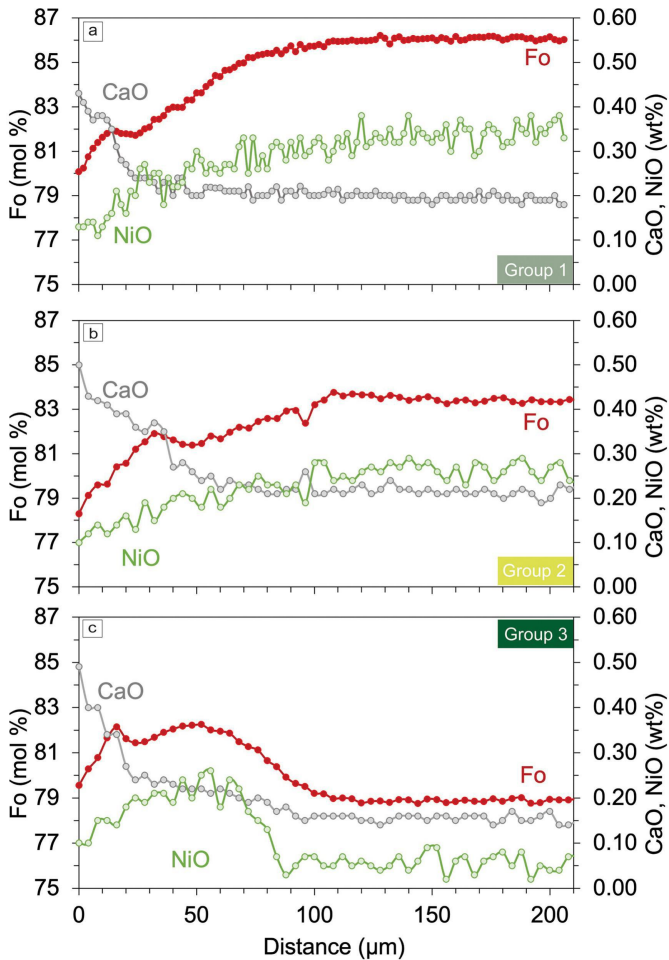 87
85
83
81
79
77
75
Fo (mol %)
a
CaO
Fo
NiO
Group 1
0.60
0.50
0.40
0.30
0.20
0.10
0.00
CaO, NiO (wt%)
87
85
83
81
79
77
75
Fo (mol %)
b
CaO
Fo
NiO
Group 2
0.60
0.50
0.40
0.30
0.20
0.10
0.00
CaO, NiO (wt%)
87
85
83
81
79
77
75
Fo (mol %)
c
Group 3
CaO
Fo
NiO
0.60
0.50
0.40
0.30
0.20
0.10
0.00
CaO, NiO (wt%)
0 50 100 150 200
Distance (μm)